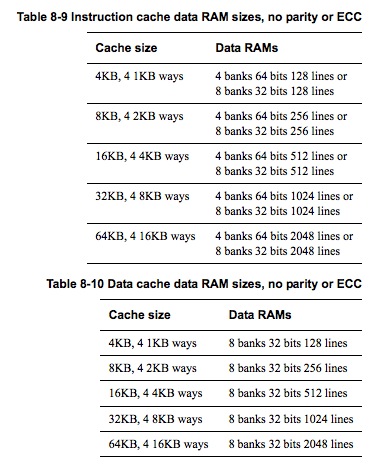 Table 8-9 Instruction cache data RAM sizes, no parity or ECC
Cache size Data RAMs
4KB, 4 1KB ways 4 banks 64 bits 128 lines or
8 banks 32 bits 128 lines
8KB, 4 2KB ways 4 banks 64 bits 256 lines or
8 banks 32 bits 256 lines
16KB, 4 4KB ways 4 banks 64 bits 512 lines or
8 banks 32 bits 512 lines
32KB, 4 8KB ways 4 banks 64 bits 1024 lines or
8 banks 32 bits 1024 lines
64KB, 4 16KB ways 4 banks 64 bits 2048 lines or
8 banks 32 bits 2048 lines
Table 8-10 Data cache data RAM sizes, no parity or ECC
Cache size Data RAMs
4KB, 4 1KB ways 8 banks 32 bits 128 lines
8KB, 4 2KB ways 8 banks 32 bits 256 lines
16KB, 4 4KB ways 8 banks 32 bits 512 lines
32KB, 4 8KB ways 8 banks 32 bits 1024 lines
64KB, 4 16KB ways 8 banks 32 bits 2048 lines